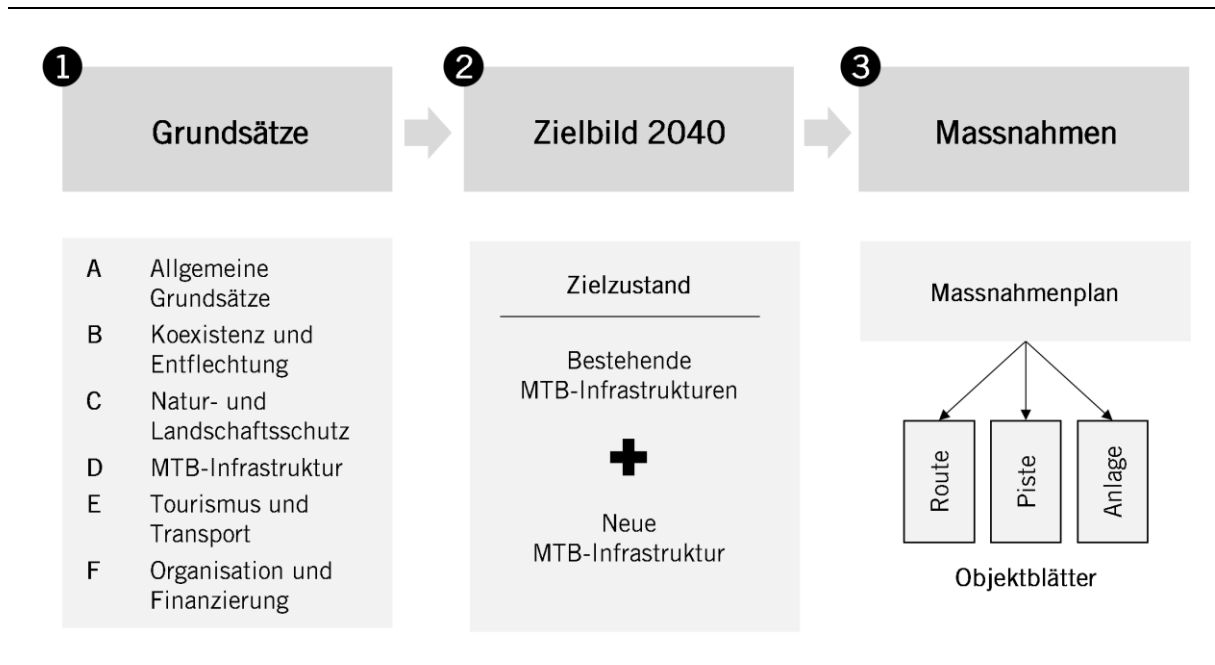 1
Grundsätze
A Allgemeine
Grundsätze
B Koexistenz und
Entflechtung
C Natur- und
Landschaftsschutz
D MTB-Infrastruktur
E Tourismus und
Transport
F Organisation und
Finanzierung
2
Zielbild 2040
Zielzustand
Bestehende
MTB-Infrastrukturen
Neue
MTB-Infrastruktur
3
Massnahmen
Massnahmenplan
Route
Piste
Anlage
Objektblätter